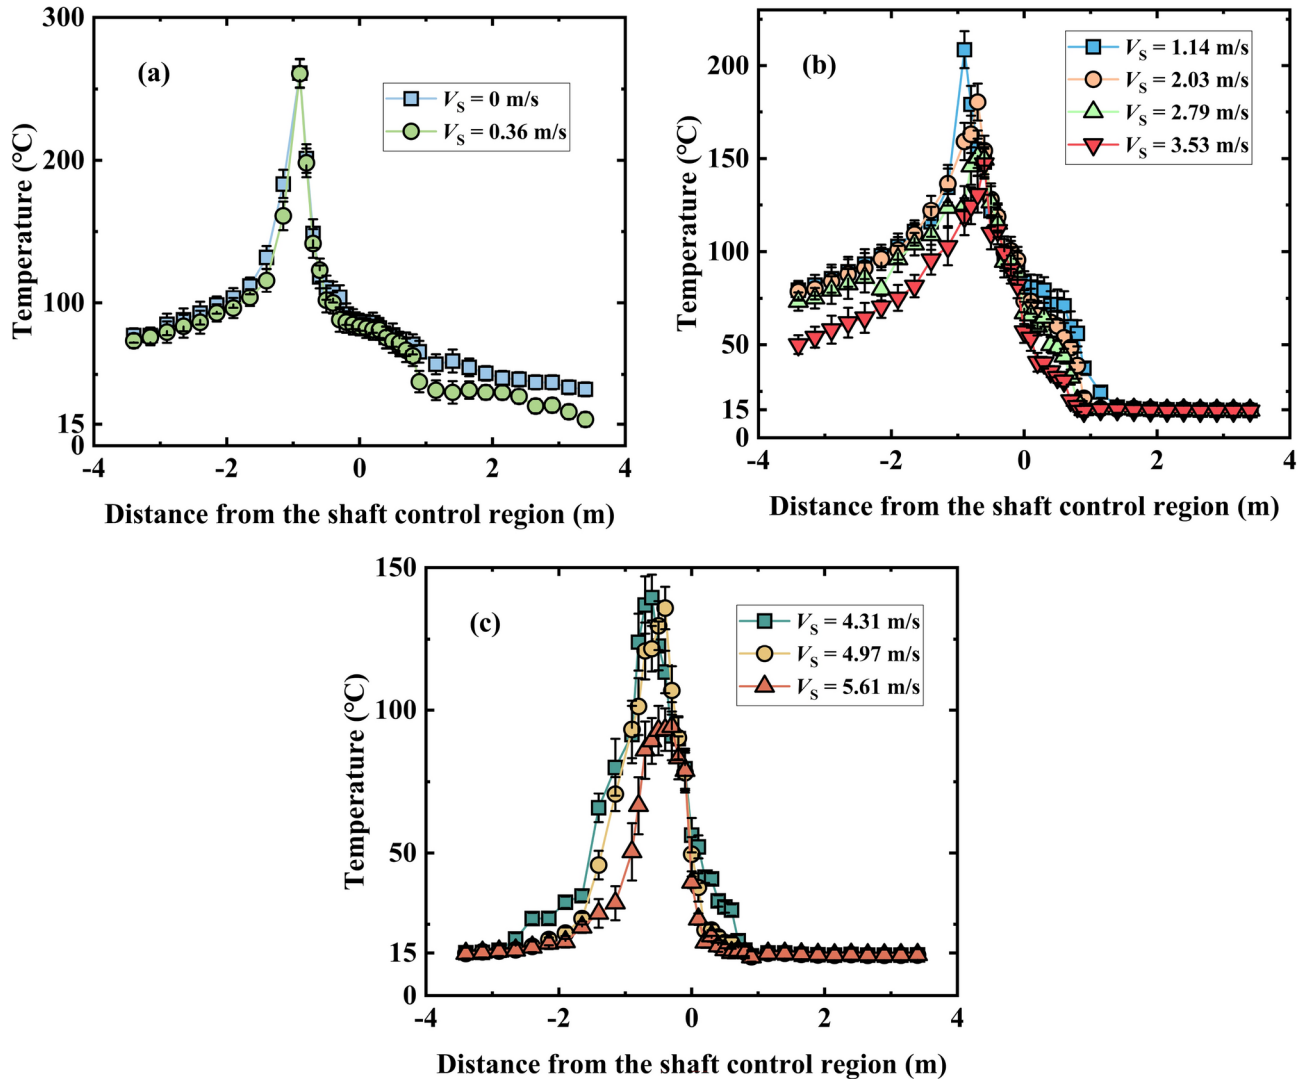 300
200
100
15
0
Temperature (°C)
(a)
V_S = 0 m/s
V_S = 0.36 m/s
-4
-2
0
2
4
Distance from the shaft control region (m)
200
150
100
50
15
0
Temperature (°C)
(b)
V_S = 1.14 m/s
V_S = 2.03 m/s
V_S = 2.79 m/s
V_S = 3.53 m/s
-4
-2
0
2
4
Distance from the shaft control region (m)
150
100
50
15
0
Temperature (°C)
(c)
V_S = 4.31 m/s
V_S = 4.97 m/s
V_S = 5.61 m/s
-4
-2
0
2
4
Distance from the shaft control region (m)